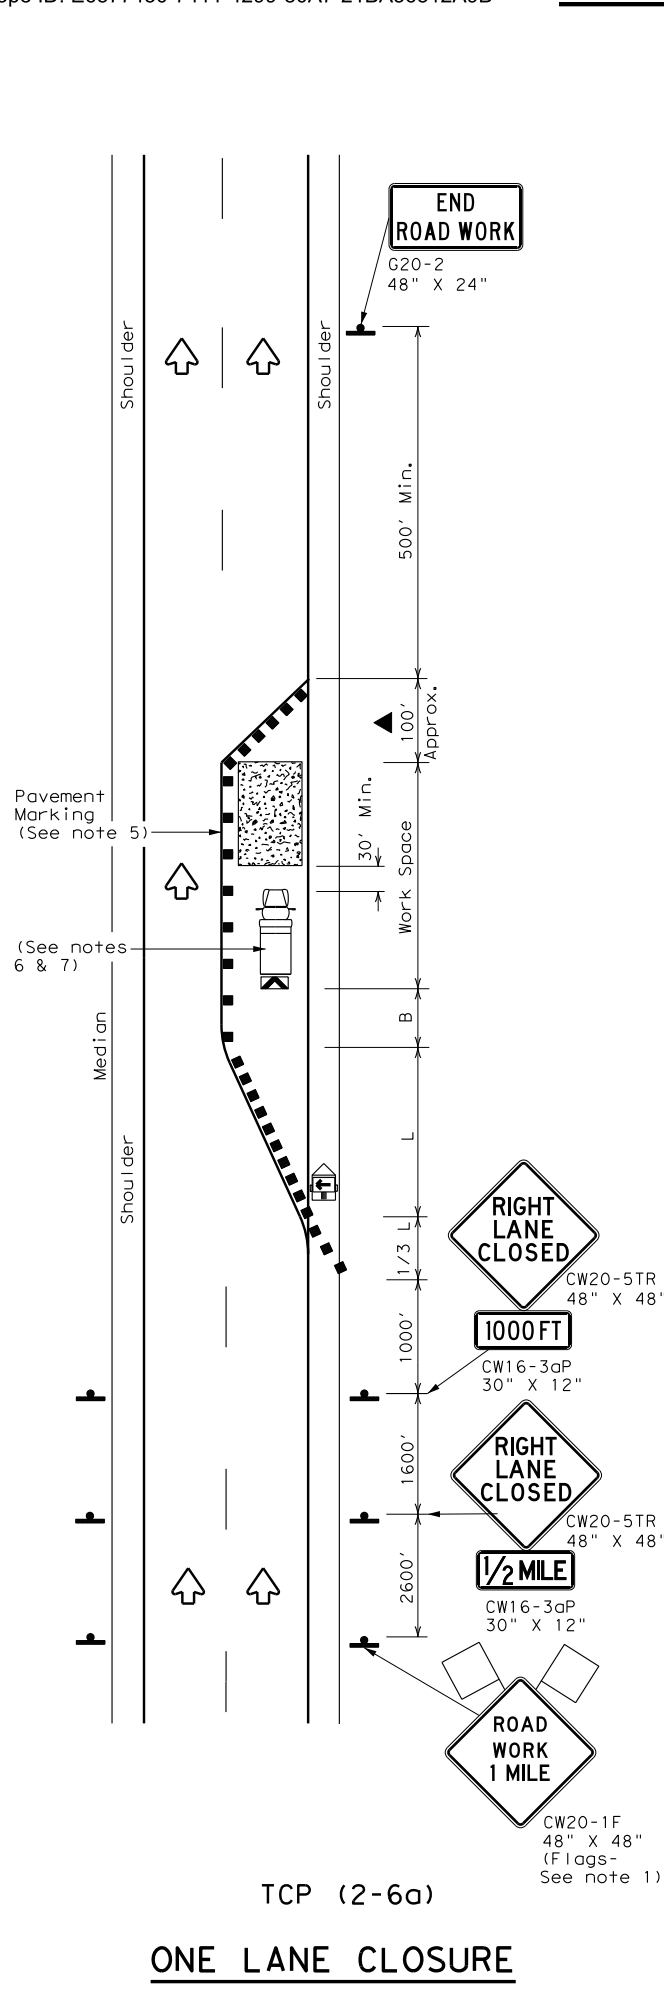 END
ROAD WORK
G20-2
48" X 24"
Shoulder
Shoulder
500' Min.
100'
Approx.
30' Min.
Work Space
Pavement
Marking
(See note 5)
(See notes
6 & 7)
B
Median
L
Shoulder
1/3 L
RIGHT
LANE
CLOSED
CW20-5TR
48" X 48"
1000 FT
CW16-3aP
30" X 12"
1000'
1600'
RIGHT
LANE
CLOSED
CW20-5TR
48" X 48"
1/2 MILE
CW16-3aP
30" X 12"
2600'
ROAD
WORK
1 MILE
CW20-1F
48" X 48"
(Flags-
See note 1)
TCP (2-6a)
ONE LANE CLOSURE